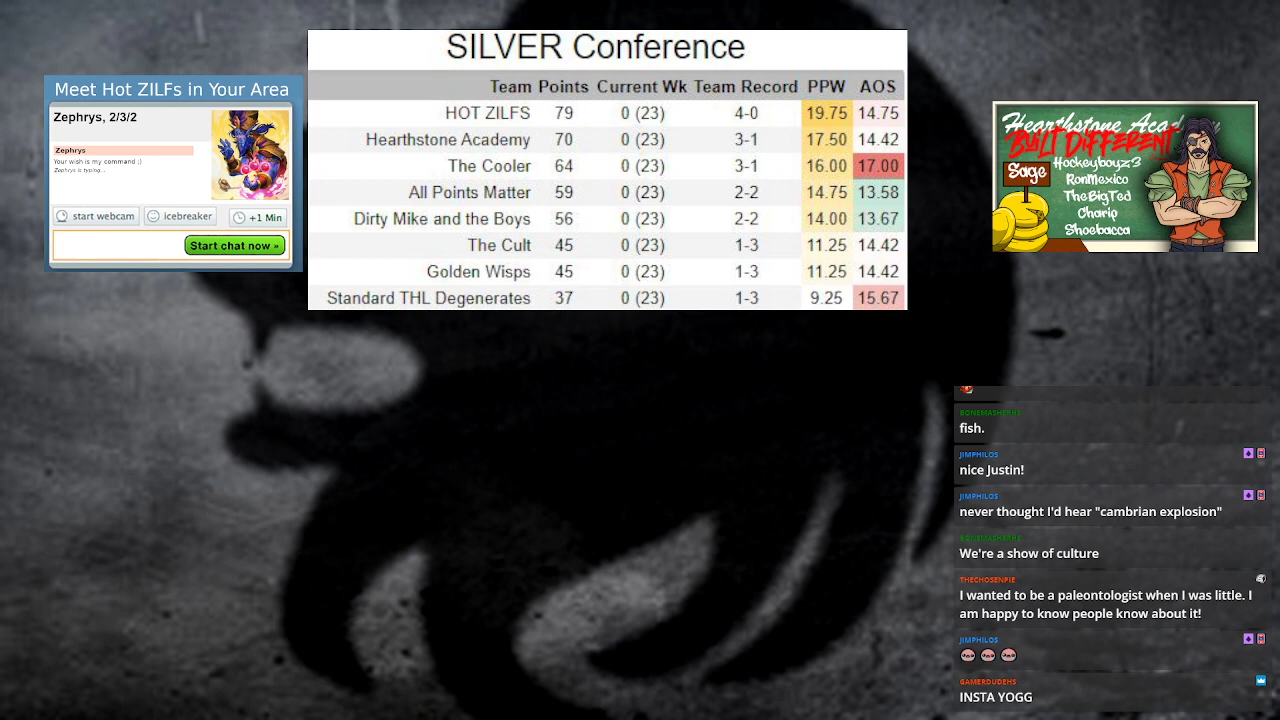 Meet Hot ZILFs in Your Area
Zephrys, 2/3/2
Zephrys
Your wish is my command ;)
Zephrys is typing...
start webcam
icebreaker
+1 Min
Start chat now »
SILVER Conference
Team Points Current Wk Team Record PPW AOS
HOT ZILFS 79 0 (23) 4-0 19.75 14.75
Hearthstone Academy 70 0 (23) 3-1 17.50 14.42
The Cooler 64 0 (23) 3-1 16.00 17.00
All Points Matter 59 0 (23) 2-2 14.75 13.58
Dirty Mike and the Boys 56 0 (23) 2-2 14.00 13.67
The Cult 45 0 (23) 1-3 11.25 14.42
Golden Wisps 45 0 (23) 1-3 11.25 14.42
Standard THL Degenerates 37 0 (23) 1-3 9.25 15.67
Hearthstone
BUILT DIFFERENT
Sage
Hockeyboyz3
RonMexico
TheBigTed
Charip
Shoebacca
BONEMASHERHS
fish.
JIMPHILOS
nice Justin!
JIMPHILOS
never thought I'd hear "cambrian explosion"
BONEMASHERHS
We're a show of culture
THECHOSENPIE
I wanted to be a paleontologist when I was little. I
am happy to know people know about it!
JIMPHILOS
GAMERDUDEHS
INSTA YOGG